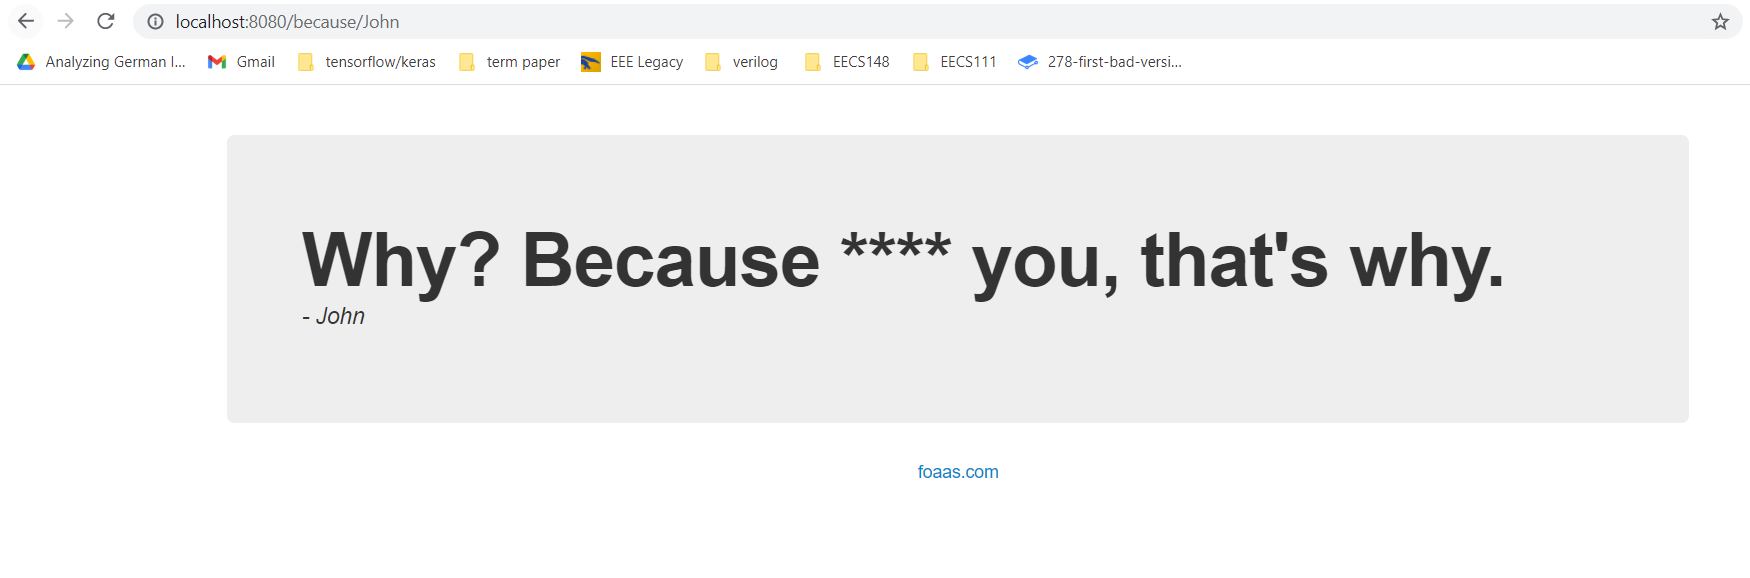 localhost:8080/because/John
Analyzing German l... Gmail tensorflow/keras term paper EEE Legacy verilog EECS148 EECS111 278-first-bad-versi...
Why? Because **** you, that's why.
- John
foaas.com